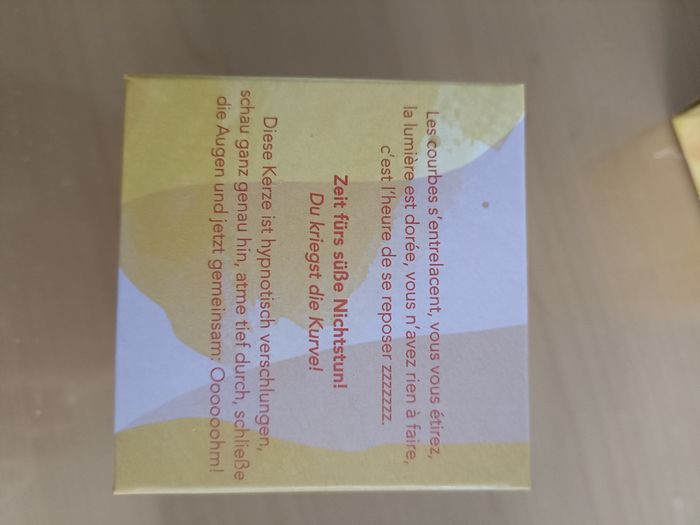 Les courbes s'entrelacent, vous vous étirez,
la lumière est dorée, vous n'avez rien à faire,
c'est l'heure de se reposer zzzzzzz.
Zeit fürs süße Nichtstun!
Du kriegst die Kurve!
Diese Kerze ist hypnotisch verschlungen,
schau ganz genau hin, atme tief durch, schließe
die Augen und jetzt gemeinsam: Oooooohm!